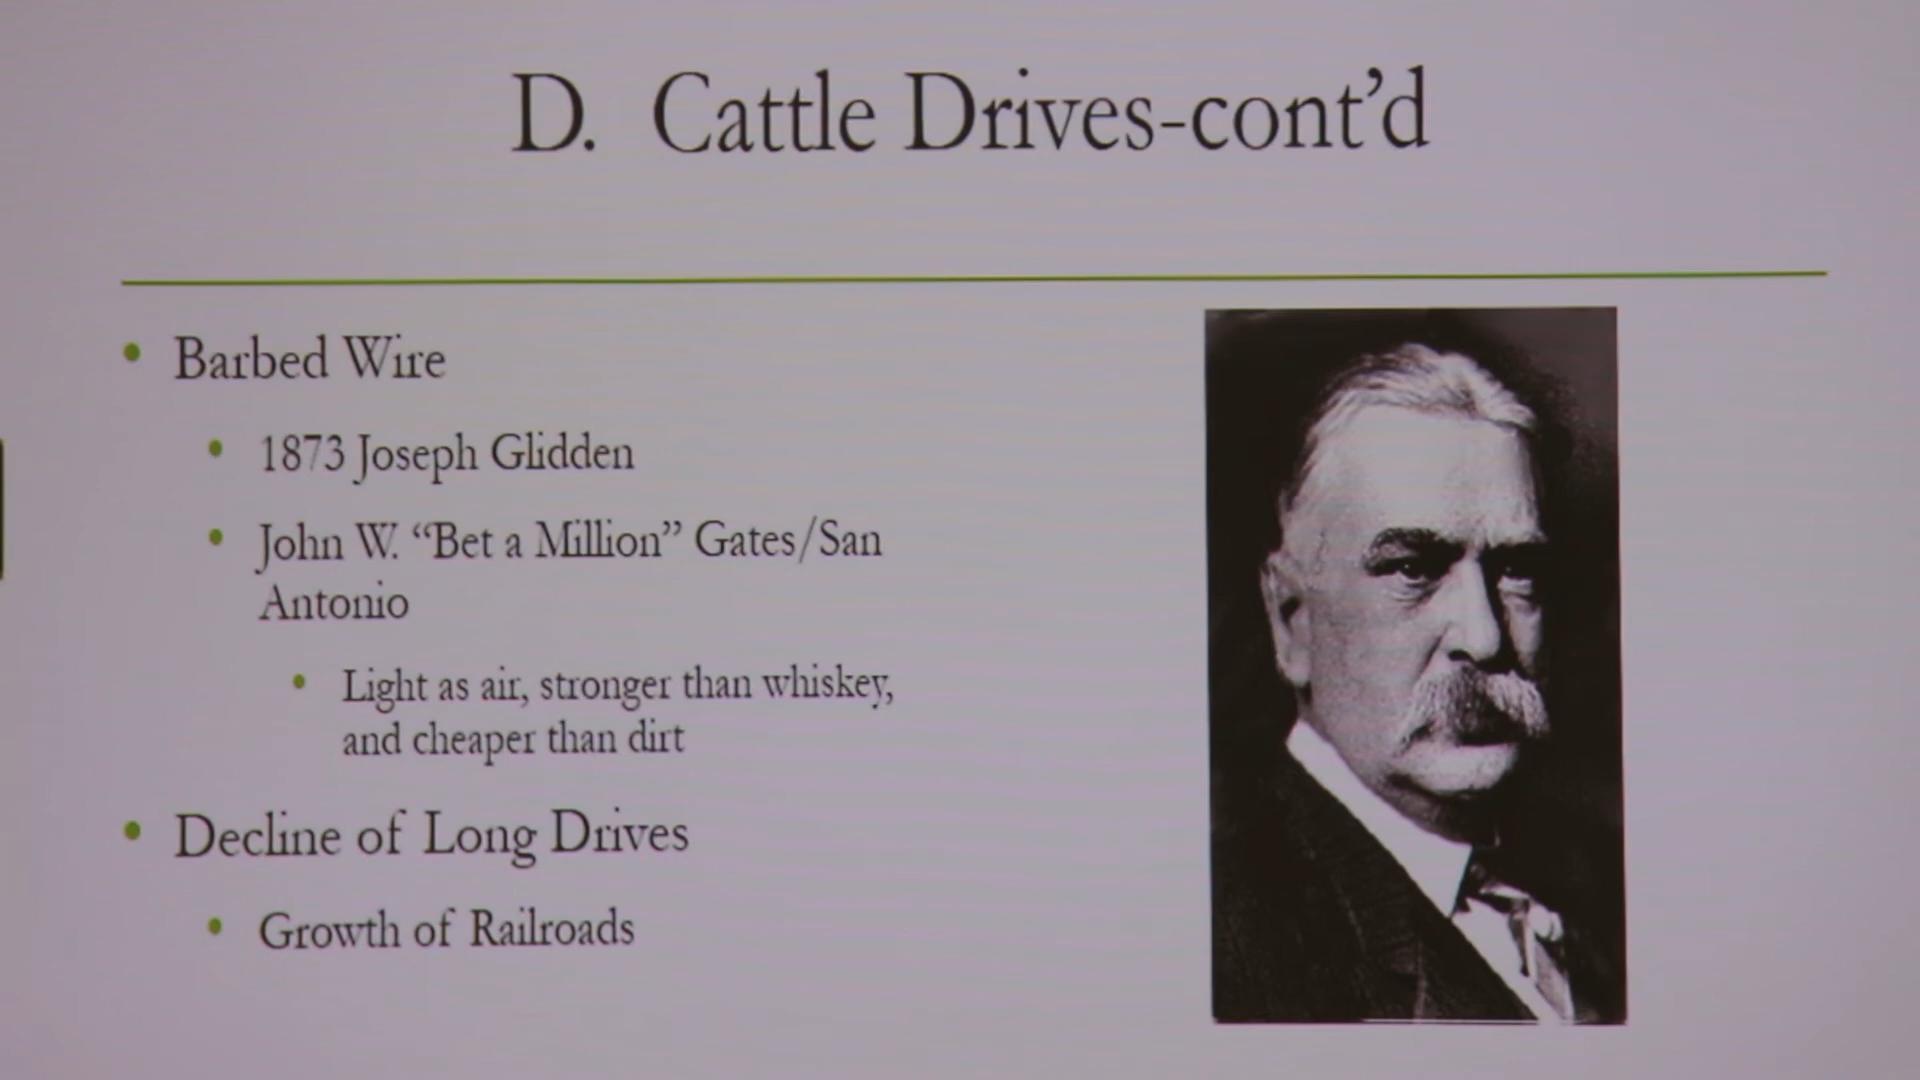 D. Cattle Drives-cont’d
• Barbed Wire
• 1873 Joseph Glidden
• John W. “Bet a Million” Gates/San
Antonio
• Light as air, stronger than whiskey,
and cheaper than dirt
• Decline of Long Drives
• Growth of Railroads